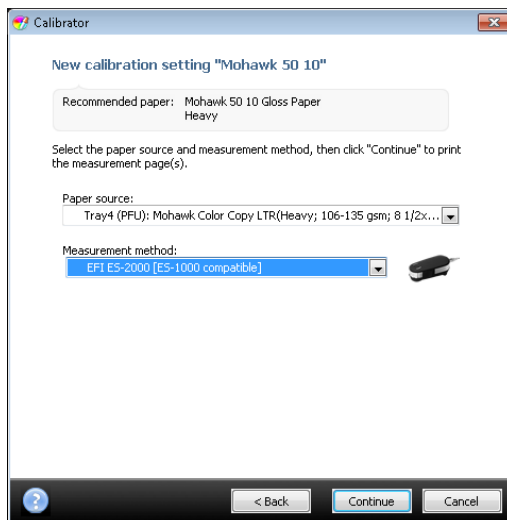 Calibrator
New calibration setting "Mohawk 50 10"
Recommended paper: Mohawk 50 10 Gloss Paper
Heavy
Select the paper source and measurement method, then click "Continue" to print
the measurement page(s).
Paper source:
Tray4 (PFU): Mohawk Color Copy LTR(Heavy; 106-135 gsm; 8 1/2x...
Measurement method:
EFI ES-2000 [ES-1000 compatible]
?
< Back Continue Cancel